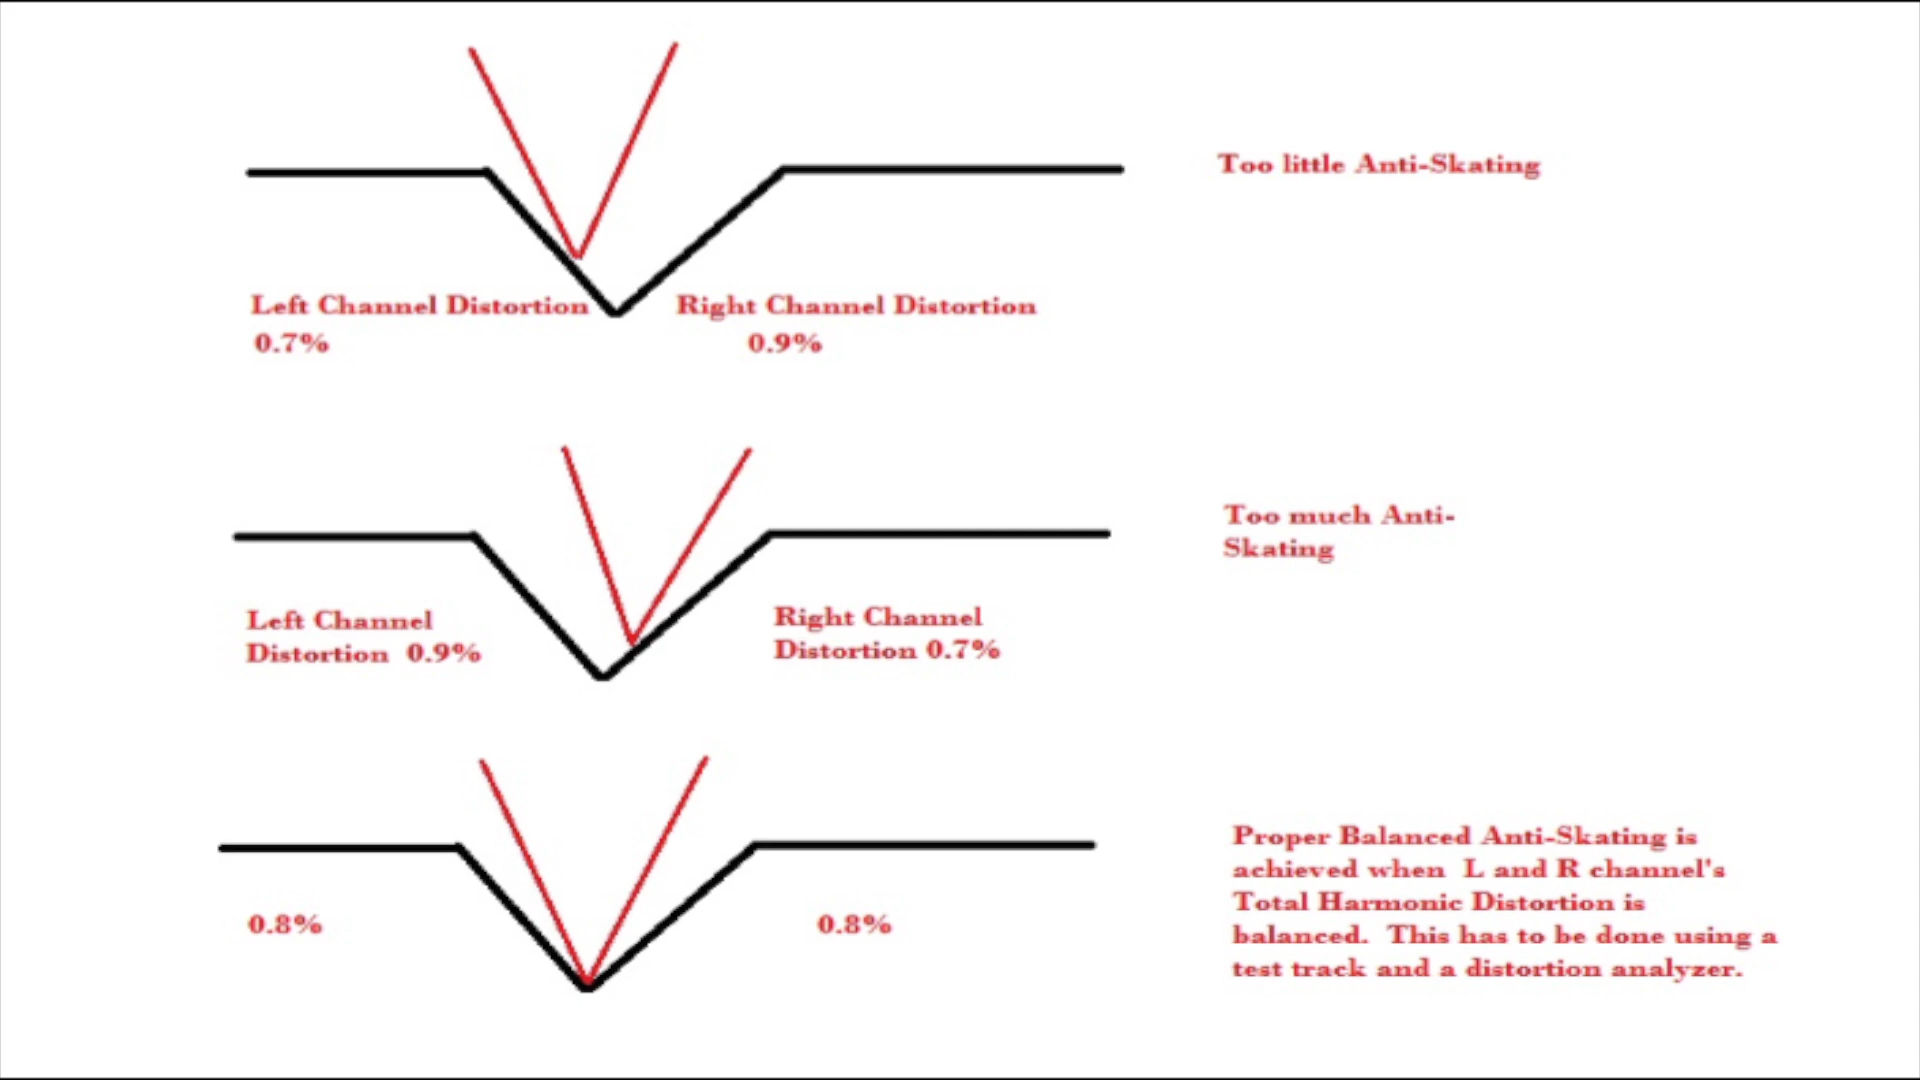 Too little Anti-Skating
Left Channel Distortion
0.7%
Right Channel Distortion
0.9%
Too much Anti-
Skating
Left Channel
Distortion 0.9%
Right Channel
Distortion 0.7%
Proper Balanced Anti-Skating is
achieved when L and R channel's
Total Harmonic Distortion is
balanced. This has to be done using a
test track and a distortion analyzer.
0.8%
0.8%